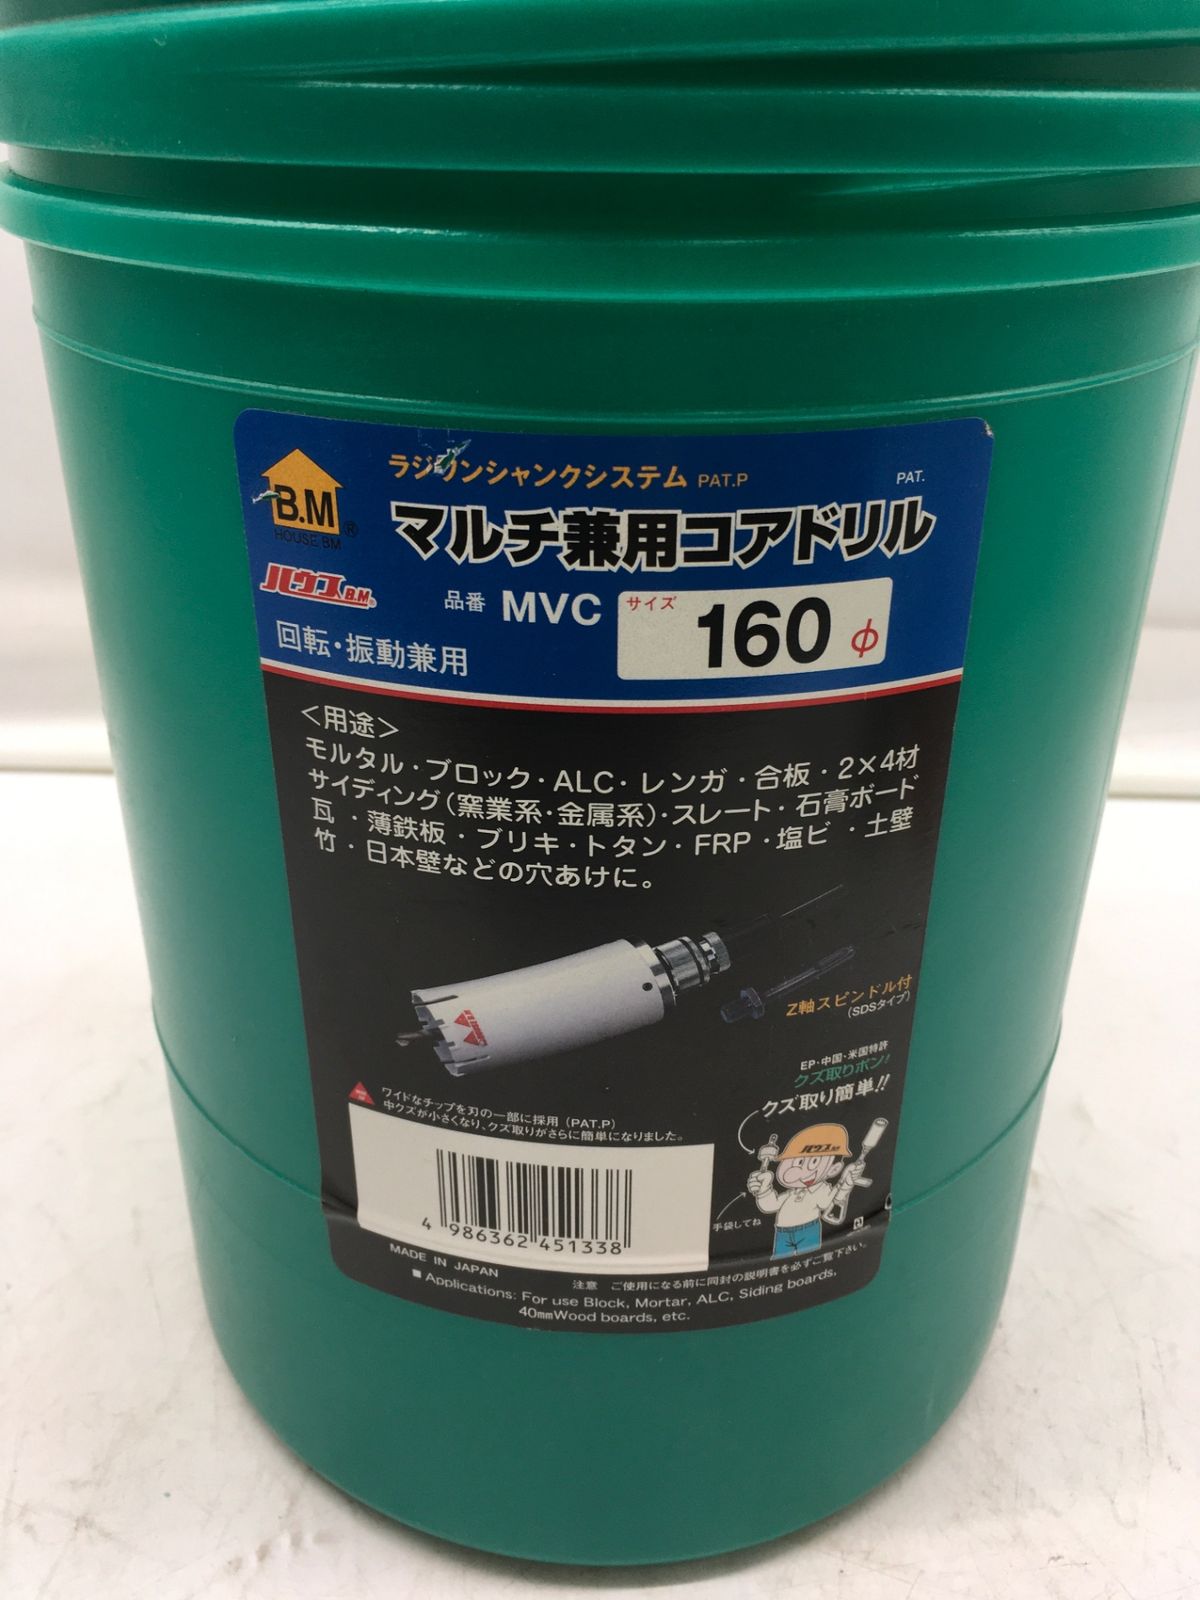 ラジワンシャンクシステム PAT.P
PAT.
B.M
HOUSE BM
®
マルチ兼用コアドリル
ハウスB.M®
品番 MVC
サイズ 160φ
回転・振動兼用
<用途>
モルタル・ブロック・ALC・レンガ・合板・2×4材
サイディング(窯業系・金属系)・スレート・石膏ボード
瓦・薄鉄板・ブリキ・トタン・FRP・塩ビ・土壁
竹・日本壁などの穴あけに。
Z軸スピンドル付
(SDSタイプ)
EP・中国・米国特許
クズ取りポン!
クズ取り簡単!!
ワイドなチップを刃の一部に採用(PAT.P)
中クズが小さくなり、クズ取りがさらに簡単になりました。
ハウス
手袋してね
4 986362 451338
MADE IN JAPAN
注意 ご使用になる前に同封の説明書を必ずご覧下さい。
■ Applications: For use Block, Mortar, ALC, Siding boards,
40mmWood boards, etc.